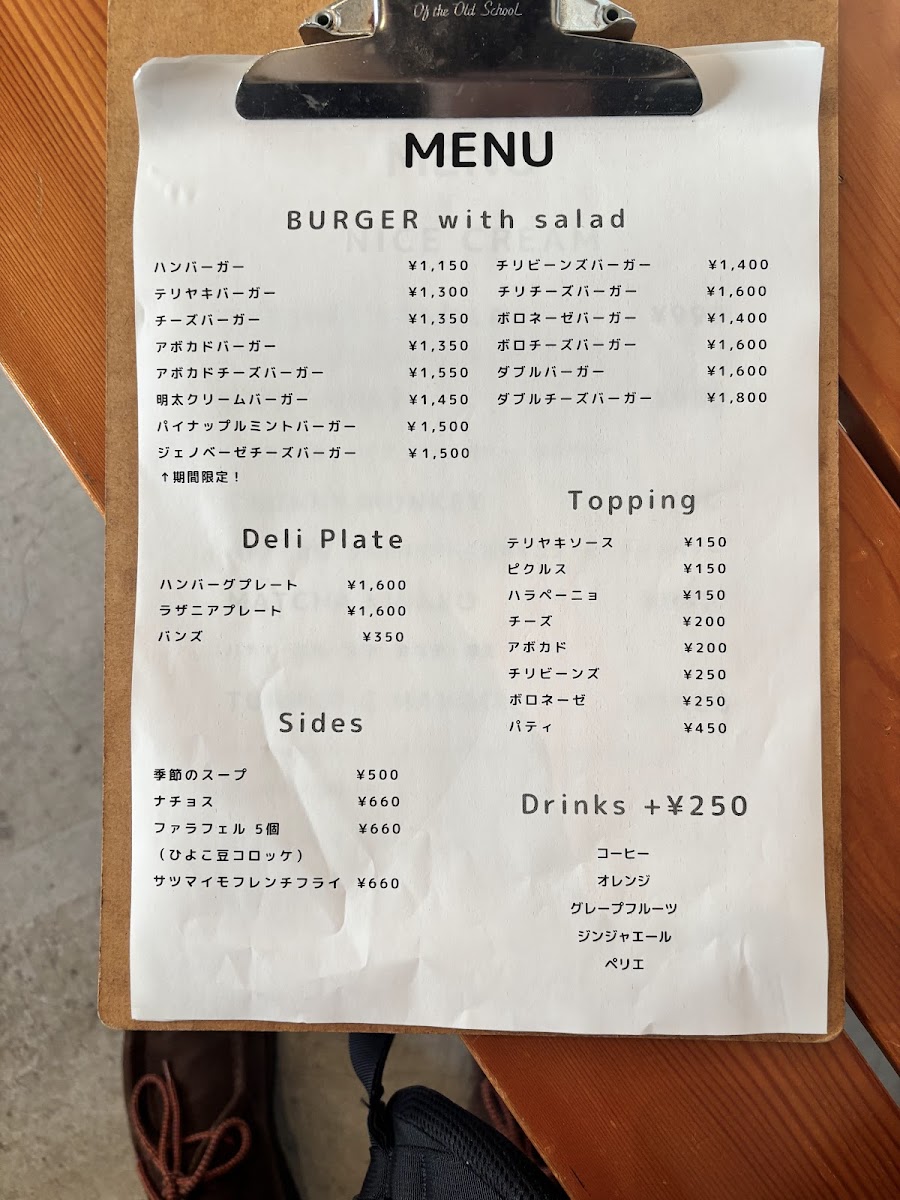 Of the Old School
MENU
BURGER with salad
ハンバーガー ¥1,150
テリヤキバーガー ¥1,300
チーズバーガー ¥1,350
アボカドバーガー ¥1,350
アボカドチーズバーガー ¥1,550
明太クリームバーガー ¥1,450
パイナップルミントバーガー ¥1,500
ジェノベーゼチーズバーガー ¥1,500
↑期間限定！
チリビーンズバーガー ¥1,400
チリチーズバーガー ¥1,600
ボロネーゼバーガー ¥1,400
ボロチーズバーガー ¥1,600
ダブルバーガー ¥1,600
ダブルチーズバーガー ¥1,800
Deli Plate
ハンバーグプレート ¥1,600
ラザニアプレート ¥1,600
バンズ ¥350
Sides
季節のスープ ¥500
ナチョス ¥660
ファラフェル 5個 ¥660
（ひよこ豆コロッケ）
サツマイモフレンチフライ ¥660
Topping
テリヤキソース ¥150
ピクルス ¥150
ハラペーニョ ¥150
チーズ ¥200
アボカド ¥200
チリビーンズ ¥250
ボロネーゼ ¥250
パティ ¥450
Drinks +¥250
コーヒー
オレンジ
グレープフルーツ
ジンジャエール
ペリエ